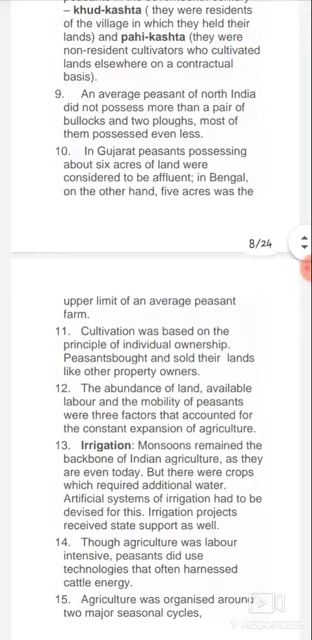 – khud-kashta ( they were residents
of the village in which they held their
lands) and pahi-kashta (they were
non-resident cultivators who cultivated
lands elsewhere on a contractual
basis).
9. An average peasant of north India
did not possess more than a pair of
bullocks and two ploughs, most of
them possessed even less.
10. In Gujarat peasants possessing
about six acres of land were
considered to be affluent; in Bengal,
on the other hand, five acres was the
8/24
upper limit of an average peasant
farm.
11. Cultivation was based on the
principle of individual ownership.
Peasantsbought and sold their lands
like other property owners.
12. The abundance of land, available
labour and the mobility of peasants
were three factors that accounted for
the constant expansion of agriculture.
13. Irrigation: Monsoons remained the
backbone of Indian agriculture, as they
are even today. But there were crops
which required additional water.
Artificial systems of irrigation had to be
devised for this. Irrigation projects
received state support as well.
14. Though agriculture was labour
intensive, peasants did use
technologies that often harnessed
cattle energy.
15. Agriculture was organised around
two major seasonal cycles,
RECORDER